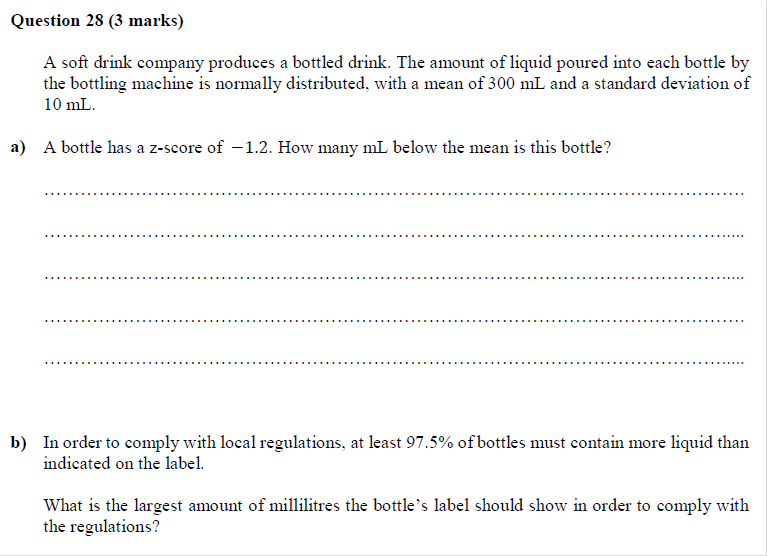 Question 28 (3 marks)
A soft drink company produces a bottled drink. The amount of liquid poured into each bottle by
the bottling machine is normally distributed, with a mean of 300 mL and a standard deviation of
10 mL.
a) A bottle has a z-score of −1.2. How many mL below the mean is this bottle?
b) In order to comply with local regulations, at least 97.5% of bottles must contain more liquid than
indicated on the label.
What is the largest amount of millilitres the bottle’s label should show in order to comply with
the regulations?